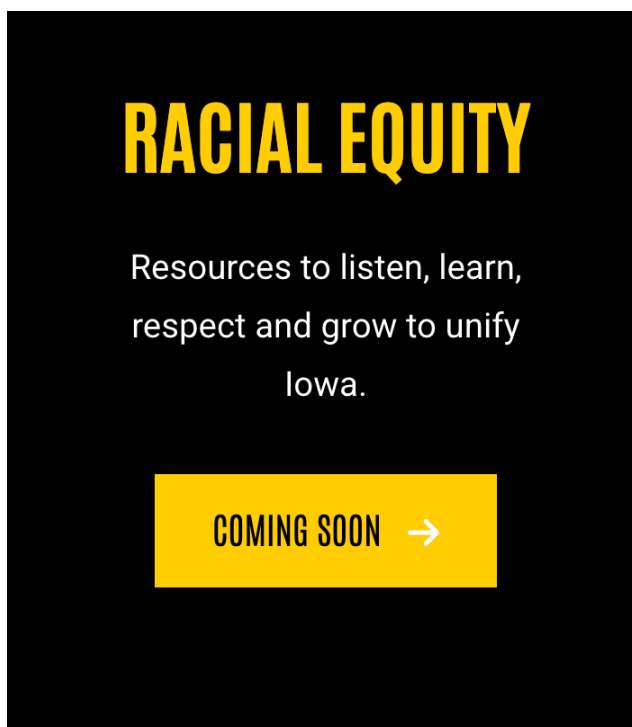 RACIAL EQUITY
Resources to listen, learn,
respect and grow to unify
Iowa.
COMING SOON